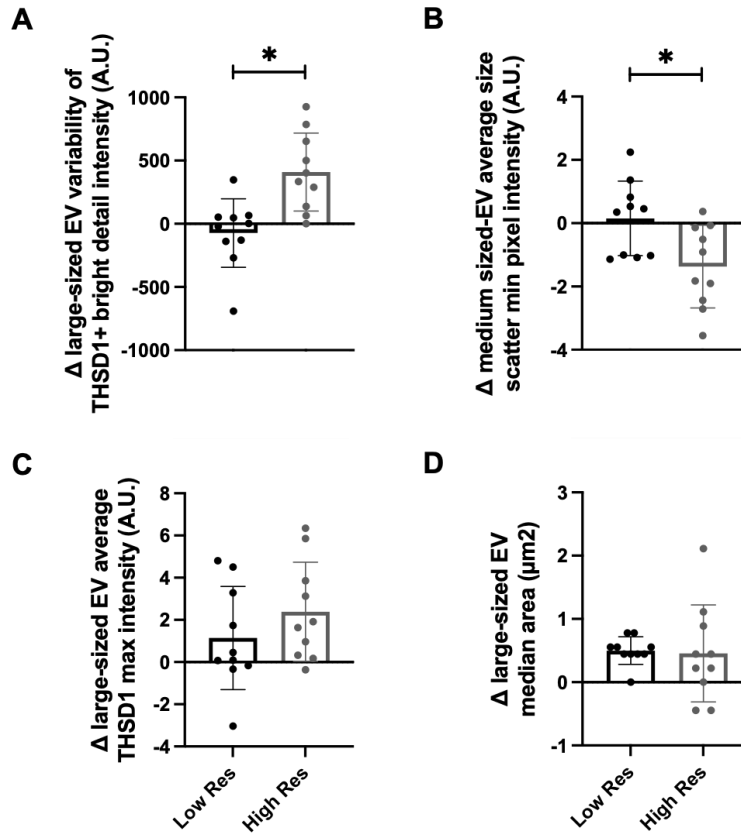 A
Δ large-sized EV variability of
THSD1+ bright detail intensity (A.U.)
1000
500
0
-500
-1000
*
B
Δ medium sized-EV average size
scatter min pixel intensity (A.U.)
4
2
0
-2
-4
*
C
Δ large-sized EV average
THSD1 max intensity (A.U.)
8
6
4
2
0
-2
-4
Low Res
High Res
D
Δ large-sized EV
median area (μm2)
3
2
1
0
-1
Low Res
High Res